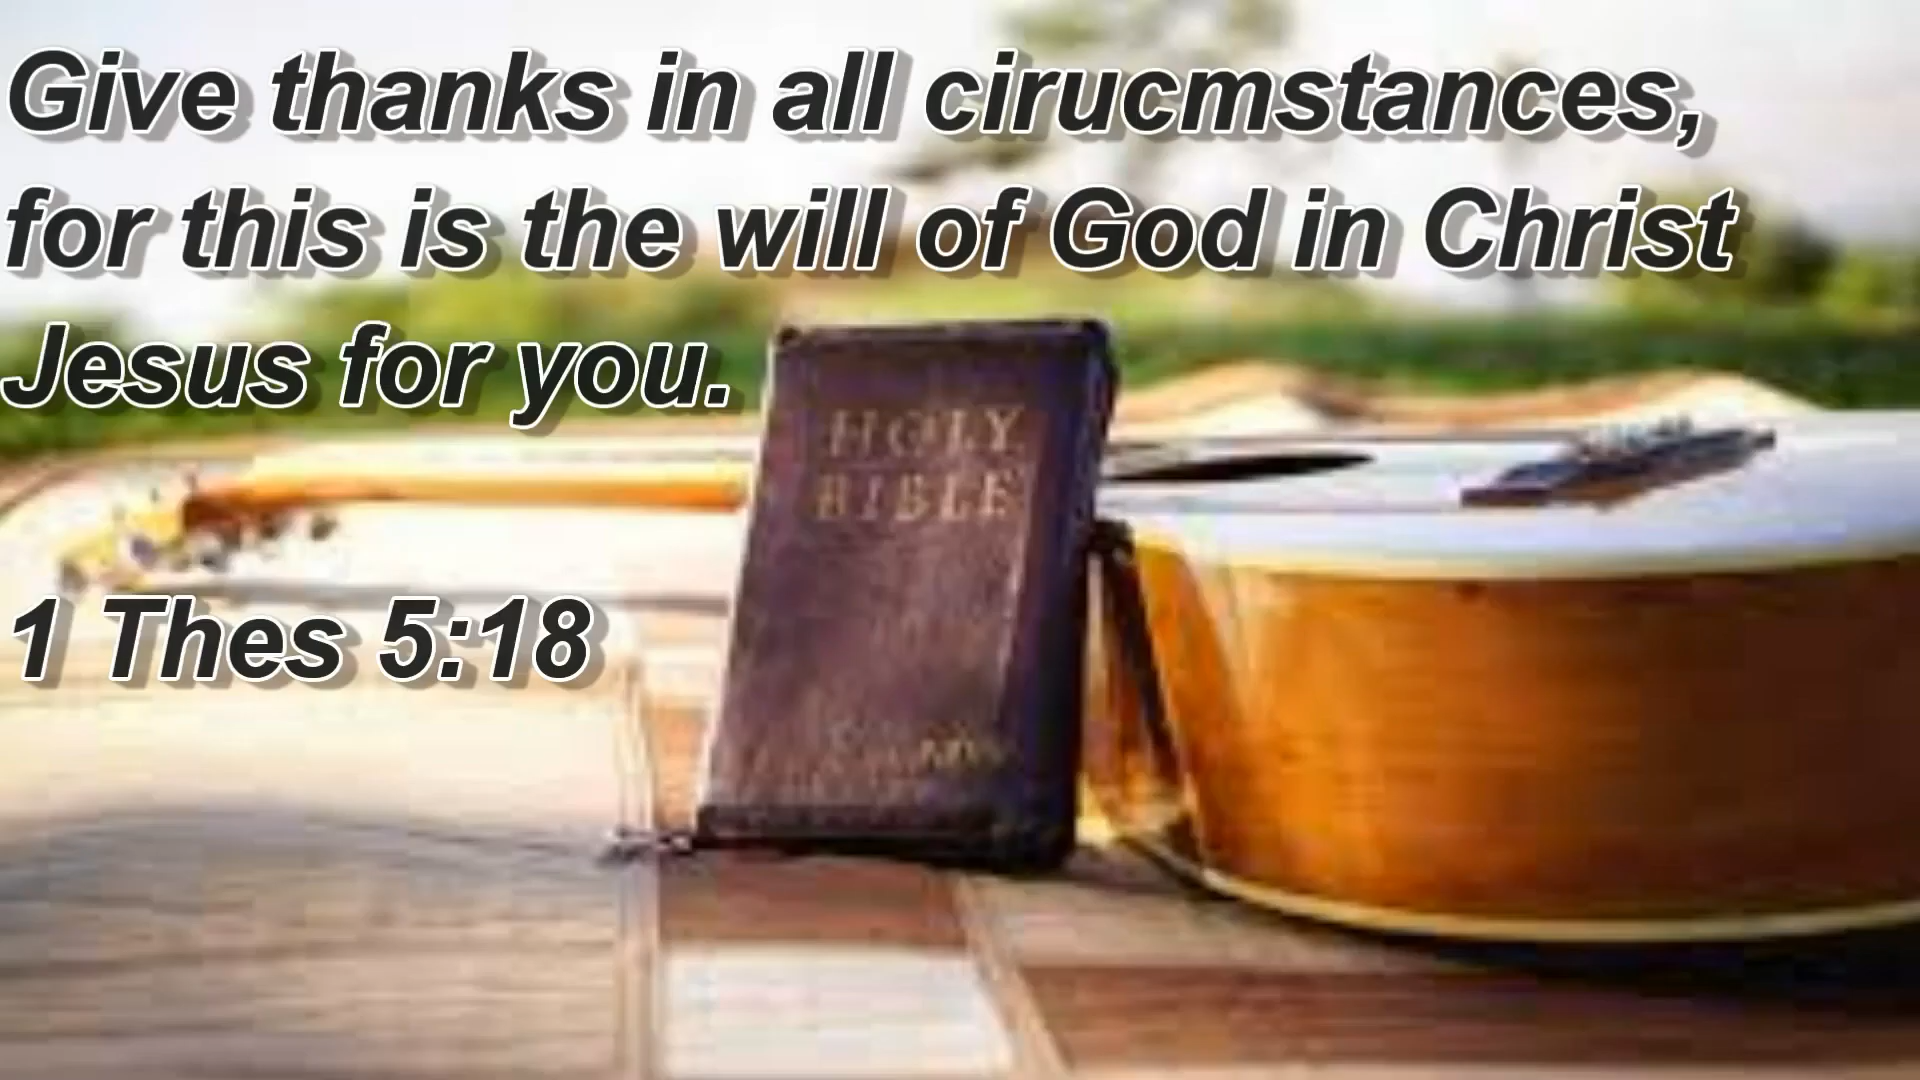 Give thanks in all cirucmstances,
for this is the will of God in Christ
Jesus for you.
1 Thes 5:18
HOLY
BIBLE